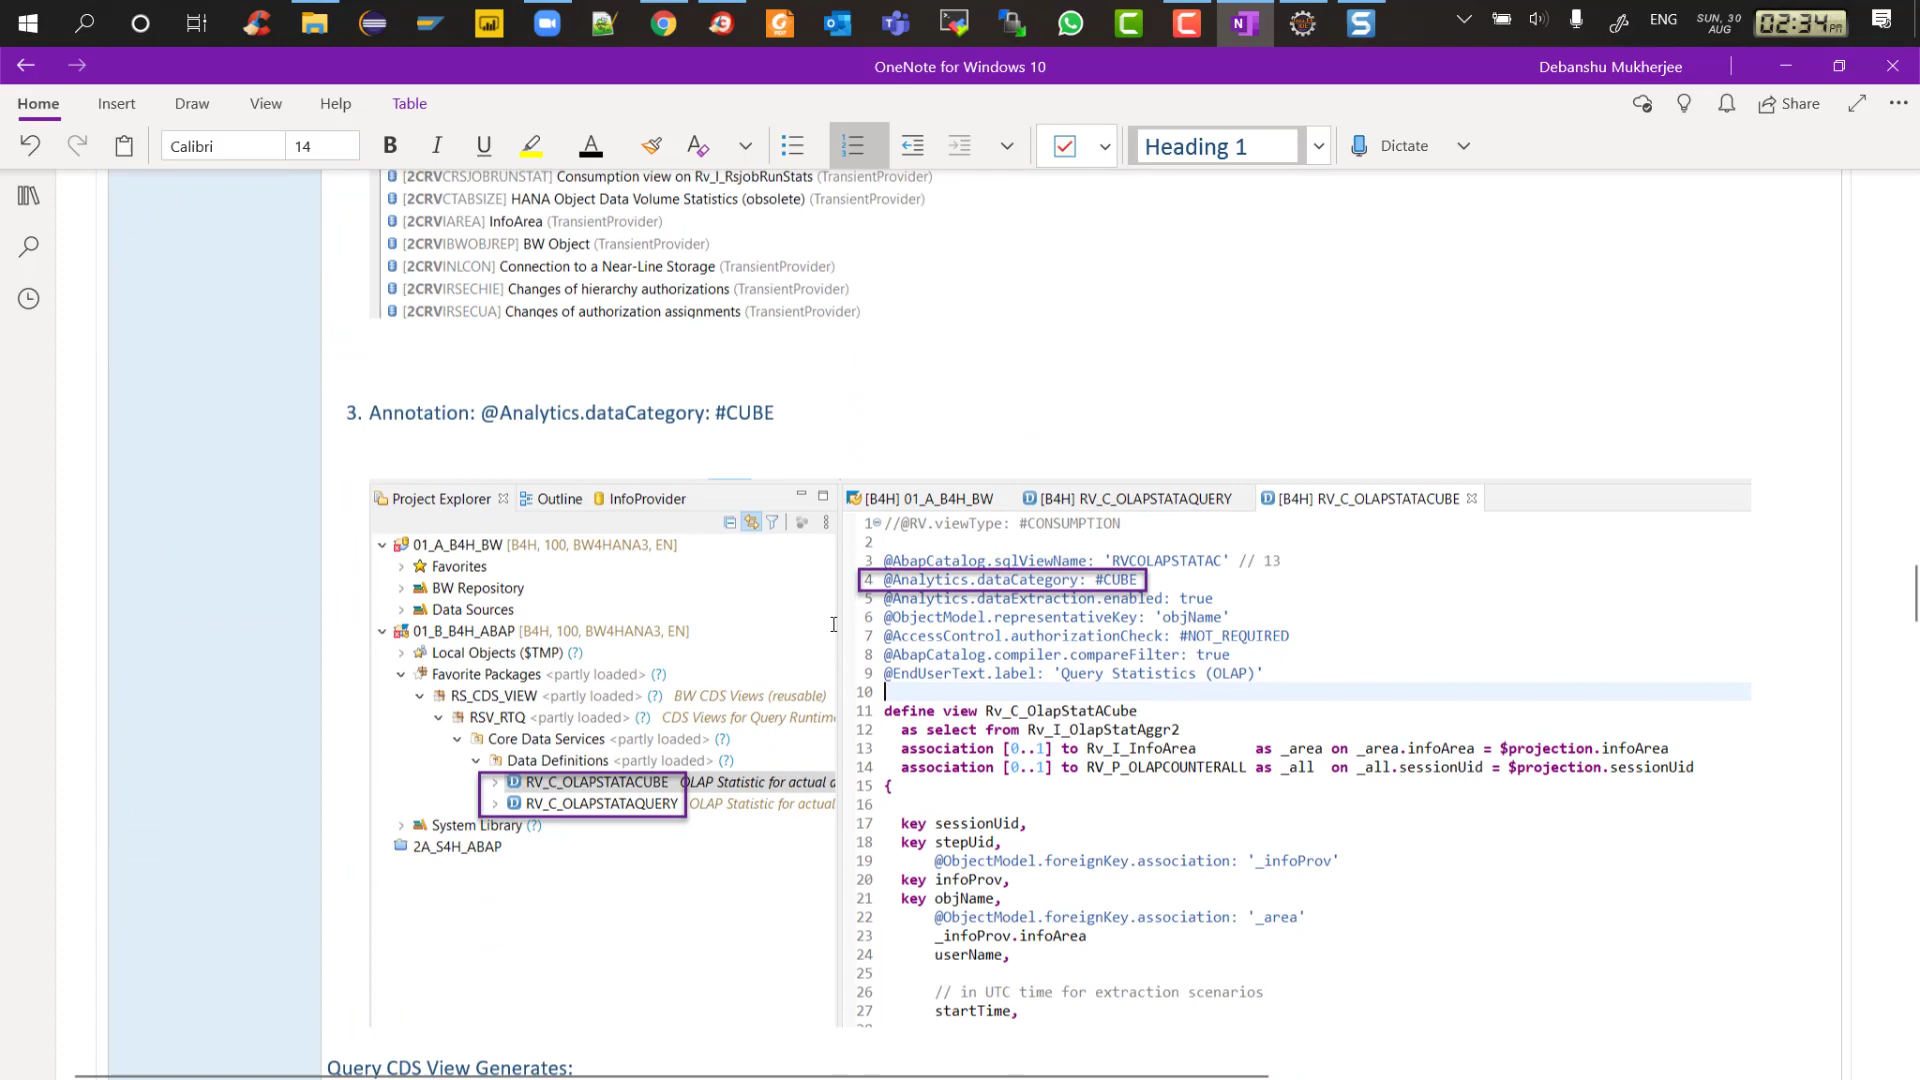 ENG
SUN, 30
AUG
02:34 PM
OneNote for Windows 10
Debanshu Mukherjee
Home
Insert
Draw
View
Help
Table
Share
Calibri
14
B
I
U
A
Heading 1
Dictate
[2CRVCRSJOBRUNSTAT] Consumption view on Rv_I_RsjobRunStats (TransientProvider)
[2CRVCTABSIZE] HANA Object Data Volume Statistics (obsolete) (TransientProvider)
[2CRVIAREA] InfoArea (TransientProvider)
[2CRVIBWOBJREP] BW Object (TransientProvider)
[2CRVINLCON] Connection to a Near-Line Storage (TransientProvider)
[2CRVIRSECHIE] Changes of hierarchy authorizations (TransientProvider)
[2CRVIRSECUA] Changes of authorization assignments (TransientProvider)
3. Annotation: @Analytics.dataCategory: #CUBE
Project Explorer
Outline
InfoProvider
01_A_B4H_BW [B4H, 100, BW4HANA3, EN]
Favorites
BW Repository
Data Sources
01_B_B4H_ABAP [B4H, 100, BW4HANA3, EN]
Local Objects ($TMP) (?)
Favorite Packages <partly loaded> (?)
RS_CDS_VIEW <partly loaded> (?) BW CDS Views (reusable)
RSV_RTQ <partly loaded> (?) CDS Views for Query Runtim
Core Data Services <partly loaded> (?)
Data Definitions <partly loaded> (?)
RV_C_OLAPSTATACUBE OLAP Statistic for actual d
RV_C_OLAPSTATAQUERY OLAP Statistic for actual
System Library (?)
2A_S4H_ABAP
[B4H] 01_A_B4H_BW
[B4H] RV_C_OLAPSTATAQUERY
[B4H] RV_C_OLAPSTATACUBE
1 //@RV.viewType: #CONSUMPTION
2
3 @AbapCatalog.sqlViewName: 'RVCOLAPSTATAC' // 13
4 @Analytics.dataCategory: #CUBE
5 @Analytics.dataExtraction.enabled: true
6 @ObjectModel.representativeKey: 'objName'
7 @AccessControl.authorizationCheck: #NOT_REQUIRED
8 @AbapCatalog.compiler.compareFilter: true
9 @EndUserText.label: 'Query Statistics (OLAP)'
10
11 define view Rv_C_OlapStatACube
12 as select from Rv_I_OlapStatAggr2
13 association [0..1] to Rv_I_InfoArea as _area on _area.infoArea = $projection.infoArea
14 association [0..1] to RV_P_OLAPCOUNTERALL as _all on _all.sessionUid = $projection.sessionUid
15 {
16
17 key sessionUid,
18 key stepUid,
19 @ObjectModel.foreignKey.association: '_infoProv'
20 key infoProv,
21 key objName,
22 @ObjectModel.foreignKey.association: '_area'
23 _infoProv.infoArea
24 userName,
25
26 // in UTC time for extraction scenarios
27 startTime,
Query CDS View Generates: